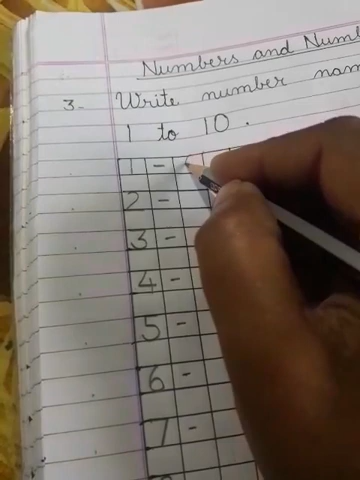 Numbers and
3- Write number
1 to 10.
1 -
2 -
3 -
4 -
5 -
6 -
7 -